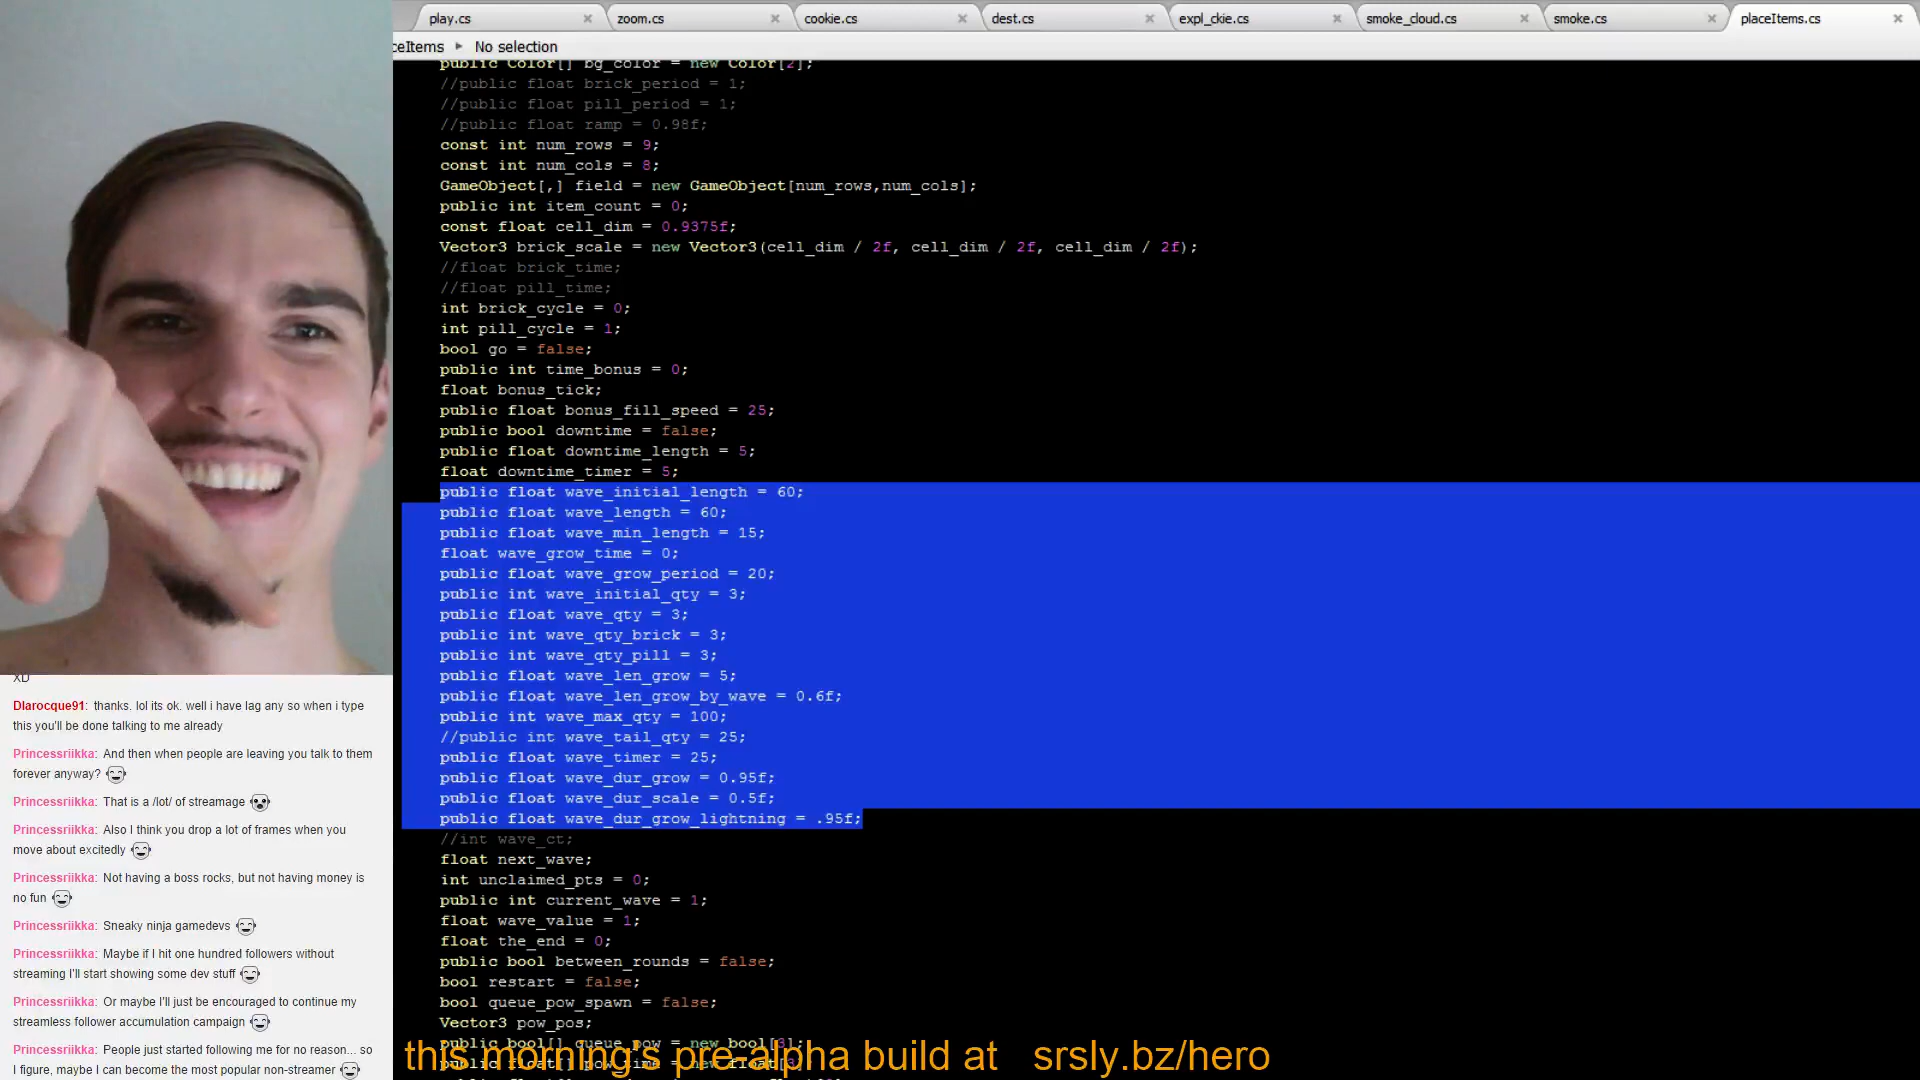 play.cs
zoom.cs
cookie.cs
dest.cs
expl_ckie.cs
smoke_cloud.cs
smoke.cs
placeItems.cs
ceItems
No selection
public Color[] bg_color = new Color[2];
//public float brick_period = 1;
//public float pill_period = 1;
//public float ramp = 0.98f;
const int num_rows = 9;
const int num_cols = 8;
GameObject[,] field = new GameObject[num_rows,num_cols];
public int item_count = 0;
const float cell_dim = 0.9375f;
Vector3 brick_scale = new Vector3(cell_dim / 2f, cell_dim / 2f, cell_dim / 2f);
//float brick_time;
//float pill_time;
int brick_cycle = 0;
int pill_cycle = 1;
bool go = false;
public int time_bonus = 0;
float bonus_tick;
public float bonus_fill_speed = 25;
public bool downtime = false;
public float downtime_length = 5;
float downtime_timer = 5;
public float wave_initial_length = 60;
public float wave_length = 60;
public float wave_min_length = 15;
float wave_grow_time = 0;
public float wave_grow_period = 20;
public int wave_initial_qty = 3;
public float wave_qty = 3;
public int wave_qty_brick = 3;
public int wave_qty_pill = 3;
public float wave_len_grow = 5;
public float wave_len_grow_by_wave = 0.6f;
public int wave_max_qty = 100;
//public int wave_tail_qty = 25;
public float wave_timer = 25;
public float wave_dur_grow = 0.95f;
public float wave_dur_scale = 0.5f;
public float wave_dur_grow_lightning = .95f;
//int wave_ct;
float next_wave;
int unclaimed_pts = 0;
public int current_wave = 1;
float wave_value = 1;
float the_end = 0;
public bool between_rounds = false;
bool restart = false;
bool queue_pow_spawn = false;
Vector3 pow_pos;
public bool[] queue_pow = new bool[3];
this morning's pre-alpha build at srsly.bz/hero
XD
Dlarocque91: thanks. lol its ok. well i have lag any so when i type
this you'll be done talking to me already
Princessriikka: And then when people are leaving you talk to them
forever anyway?
Princessriikka: That is a /lot/ of streamage
Princessriikka: Also I think you drop a lot of frames when you
move about excitedly
Princessriikka: Not having a boss rocks, but not having money is
no fun
Princessriikka: Sneaky ninja gamedevs
Princessriikka: Maybe if I hit one hundred followers without
streaming I'll start showing some dev stuff
Princessriikka: Or maybe I'll just be encouraged to continue my
streamless follower accumulation campaign
Princessriikka: People just started following me for no reason... so
I figure, maybe I can become the most popular non-streamer